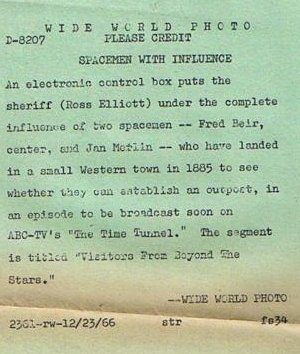 WIDE WORLD PHOTO
D-8207 PLEASE CREDIT
SPACEMEN WITH INFLUENCE
An electronic control box puts the
sheriff (Ross Elliott) under the complete
influence of two spacemen -- Fred Beir,
center, and Jan Merlin -- who have landed
in a small Western town in 1885 to see
whether they can establish an outpost, in
an episode to be broadcast soon on
ABC-TV's "The Time Tunnel." The segment
is titled "Visitors From Beyond The
Stars."
--WIDE WORLD PHOTO
2361-rw-12/23/66 str fs34